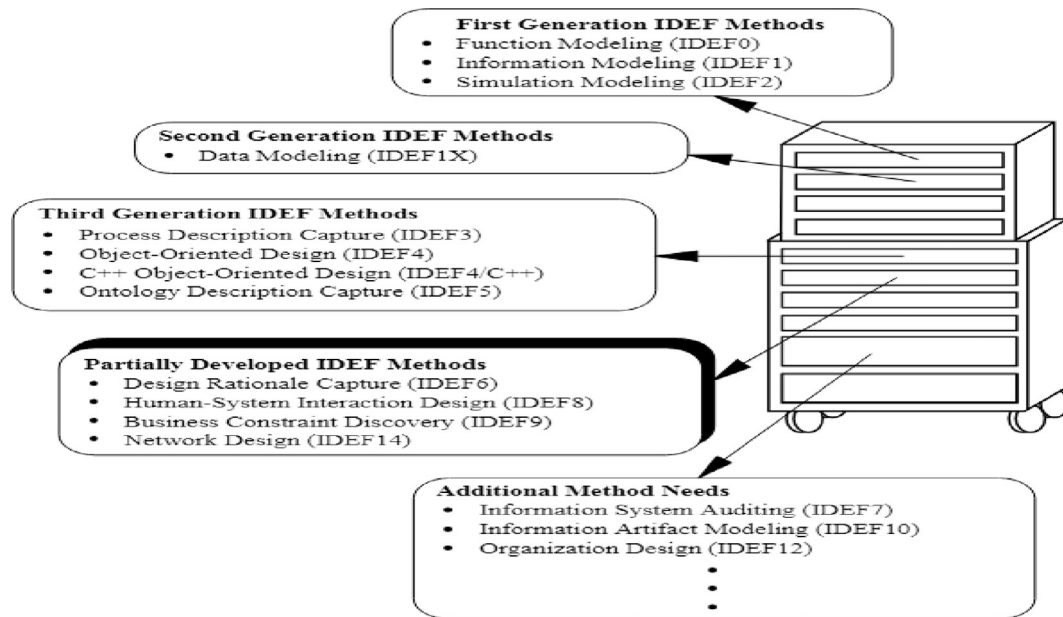 First Generation IDEF Methods
• Function Modeling (IDEF0)
• Information Modeling (IDEF1)
• Simulation Modeling (IDEF2)
Second Generation IDEF Methods
• Data Modeling (IDEF1X)
Third Generation IDEF Methods
• Process Description Capture (IDEF3)
• Object-Oriented Design (IDEF4)
• C++ Object-Oriented Design (IDEF4/C++)
• Ontology Description Capture (IDEF5)
Partially Developed IDEF Methods
• Design Rationale Capture (IDEF6)
• Human-System Interaction Design (IDEF8)
• Business Constraint Discovery (IDEF9)
• Network Design (IDEF14)
Additional Method Needs
• Information System Auditing (IDEF7)
• Information Artifact Modeling (IDEF10)
• Organization Design (IDEF12)
•
•
•